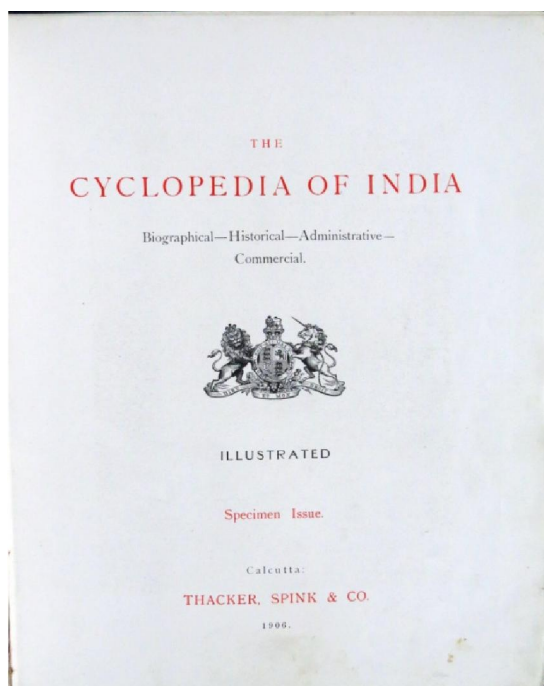 THE
CYCLOPEDIA OF INDIA
Biographical—Historical—Administrative—
Commercial.
ILLUSTRATED
Specimen Issue.
Calcutta:
THACKER, SPINK & CO.
1906.